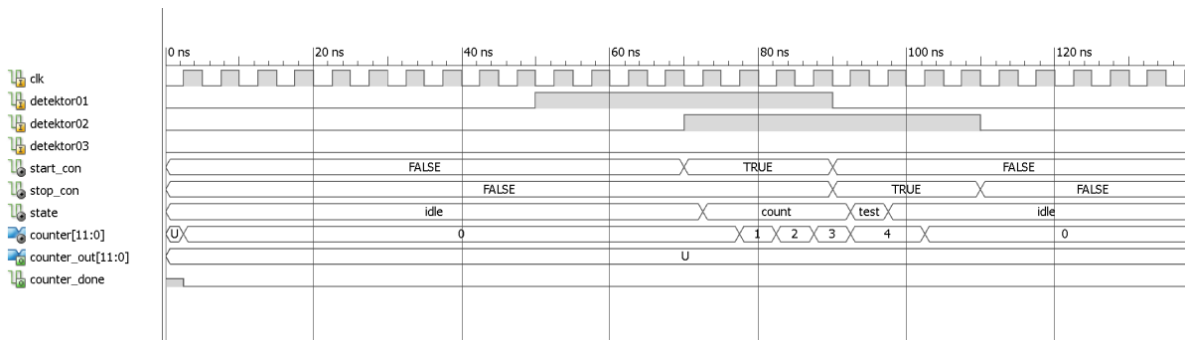 0 ns 20 ns 40 ns 60 ns 80 ns 100 ns 120 ns
clk
detektor01
detektor02
detektor03
start_con FALSE TRUE FALSE
stop_con FALSE TRUE FALSE
state idle count test idle
counter[11:0] U 0 1 2 3 4 0
counter_out[11:0] U
counter_done